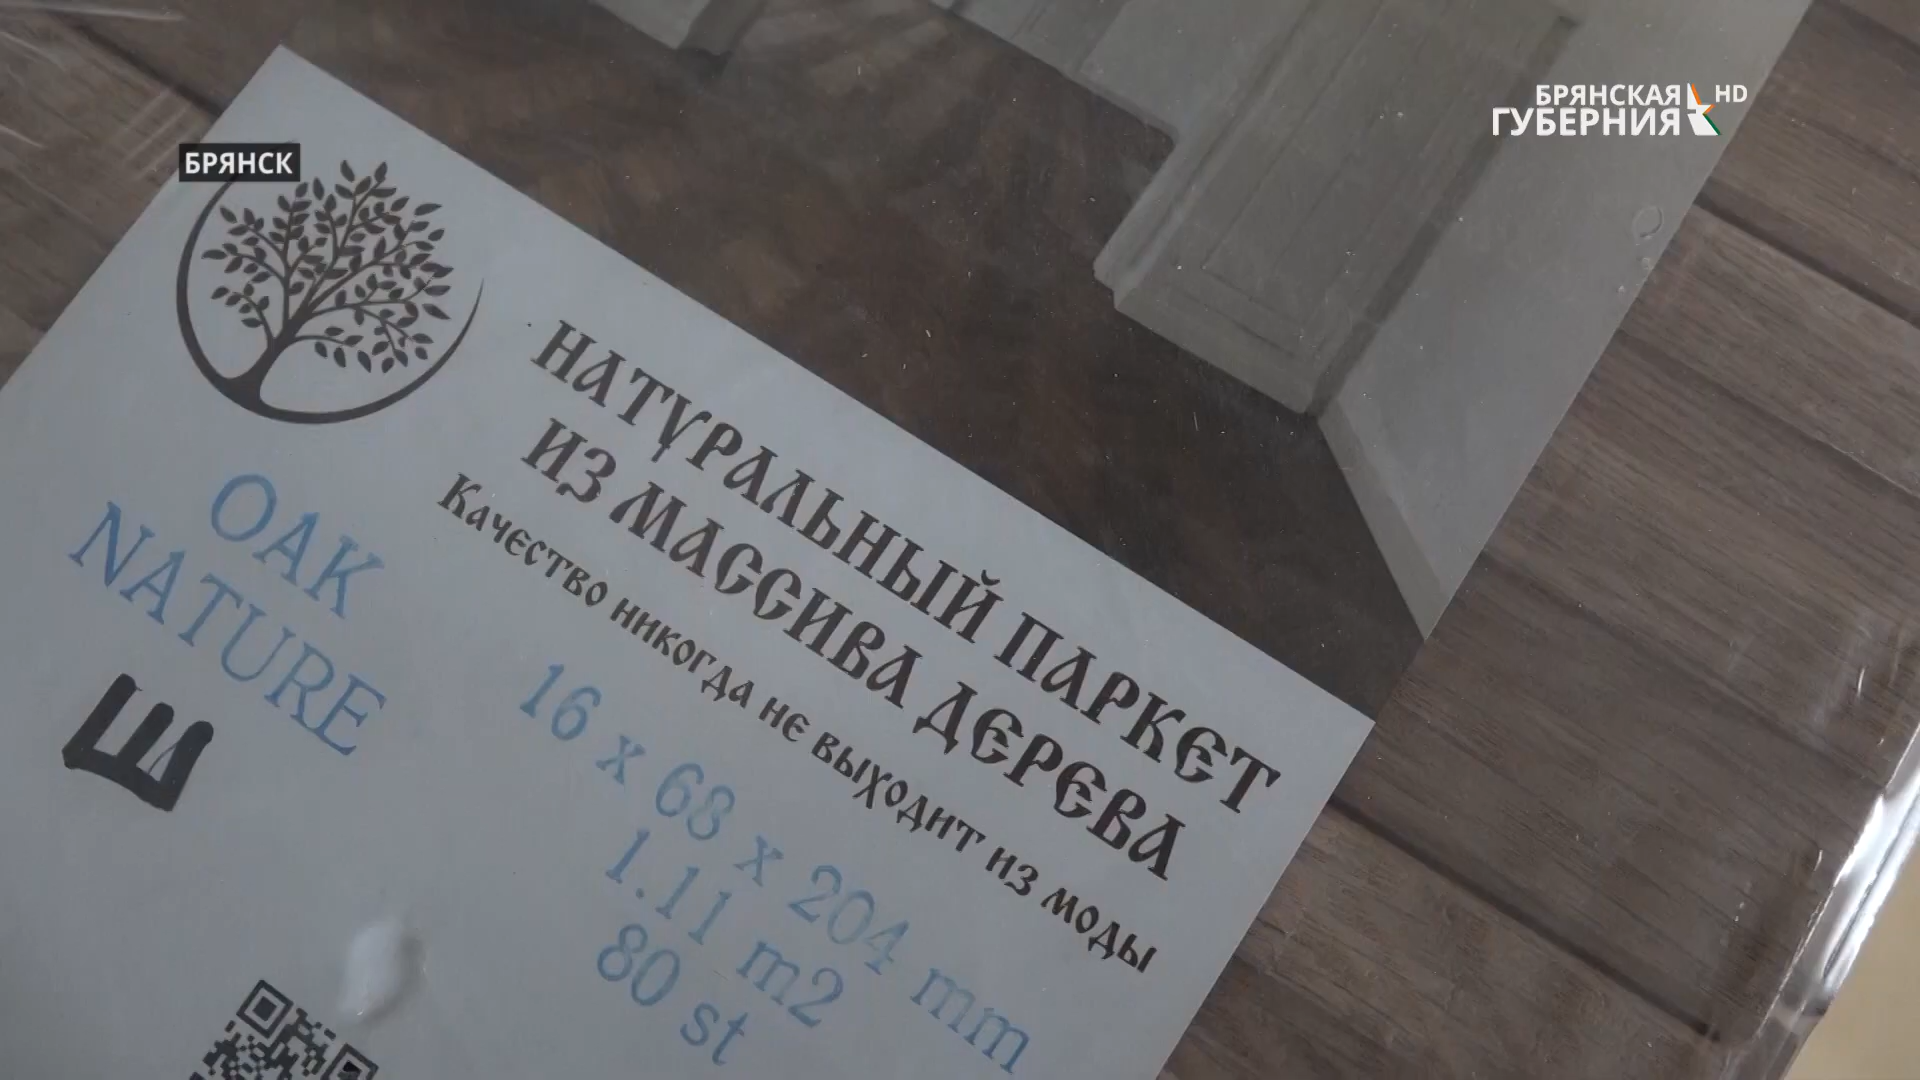 БРЯНСКАЯ HD
ГУБЕРНИЯ
БРЯНСК
НАТУРАЛЬНЫЙ ПАРКЕТ
ИЗ МАССИВА ДЕРЕВА
Качество никогда не выходит из моды
OAK
NATURE
Ш
16 x 68 x 204 mm
1.11 m2
80 st